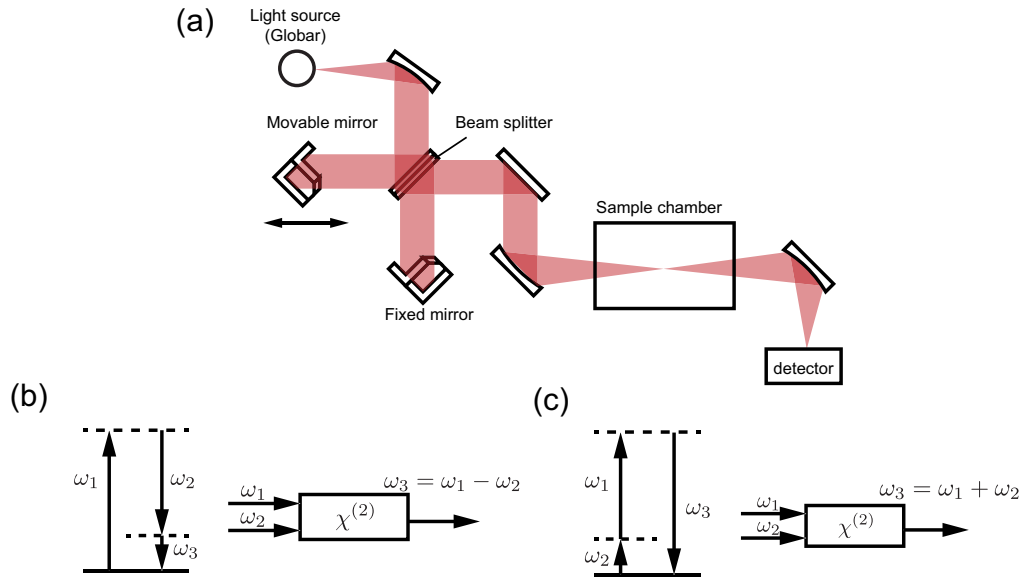 (a)
Light source
(Globar)
Movable mirror
Beam splitter
Sample chamber
Fixed mirror
detector
(b)
ω₁
ω₂
ω₃
ω₁
ω₂
χ⁽²⁾
ω₃ = ω₁ − ω₂
(c)
ω₁
ω₂
ω₃
ω₁
ω₂
χ⁽²⁾
ω₃ = ω₁ + ω₂